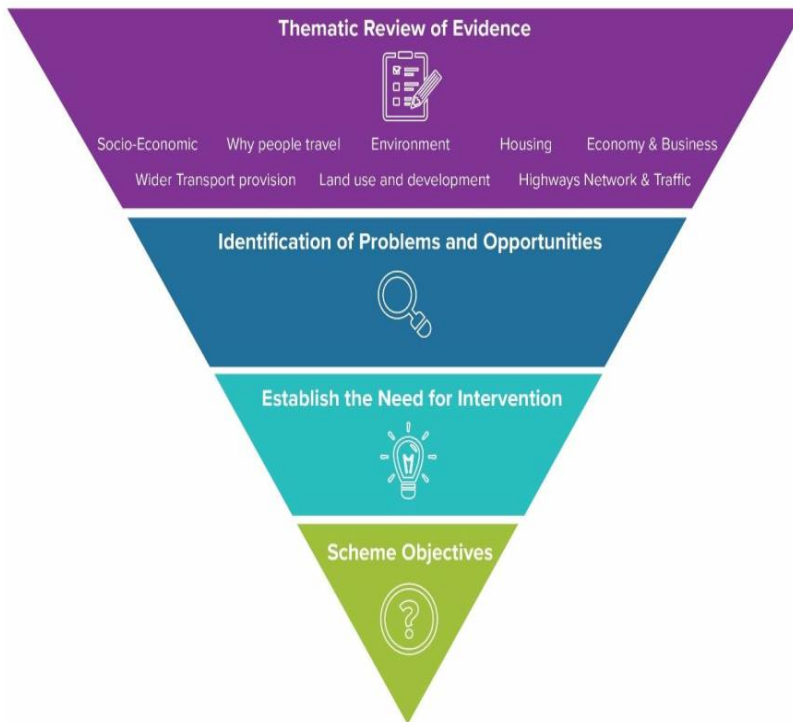 Thematic Review of Evidence
Socio-Economic Why people travel Environment Housing Economy & Business
Wider Transport provision Land use and development Highways Network & Traffic
Identification of Problems and Opportunities
Establish the Need for Intervention
Scheme Objectives
?